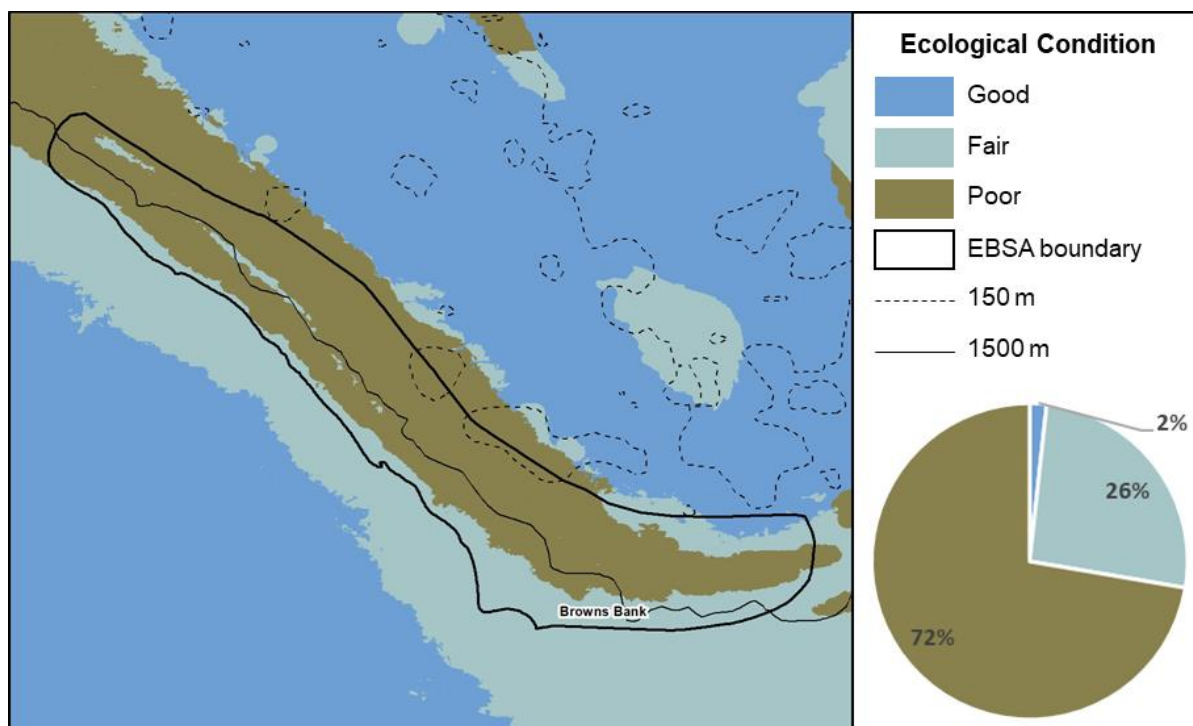 Browns Bank
Ecological Condition
Good
Fair
Poor
EBSA boundary
150 m
1500 m
2%
26%
72%